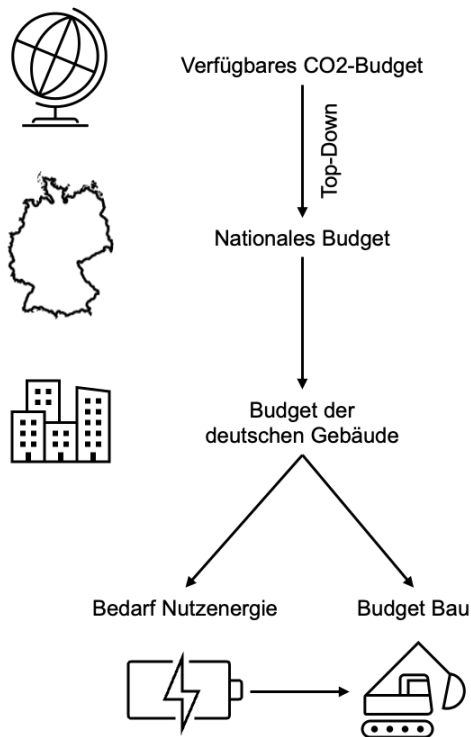 Verfügbares CO2-Budget
Top-Down
Nationales Budget
Budget der
deutschen Gebäude
Bedarf Nutzenergie
Budget Bau